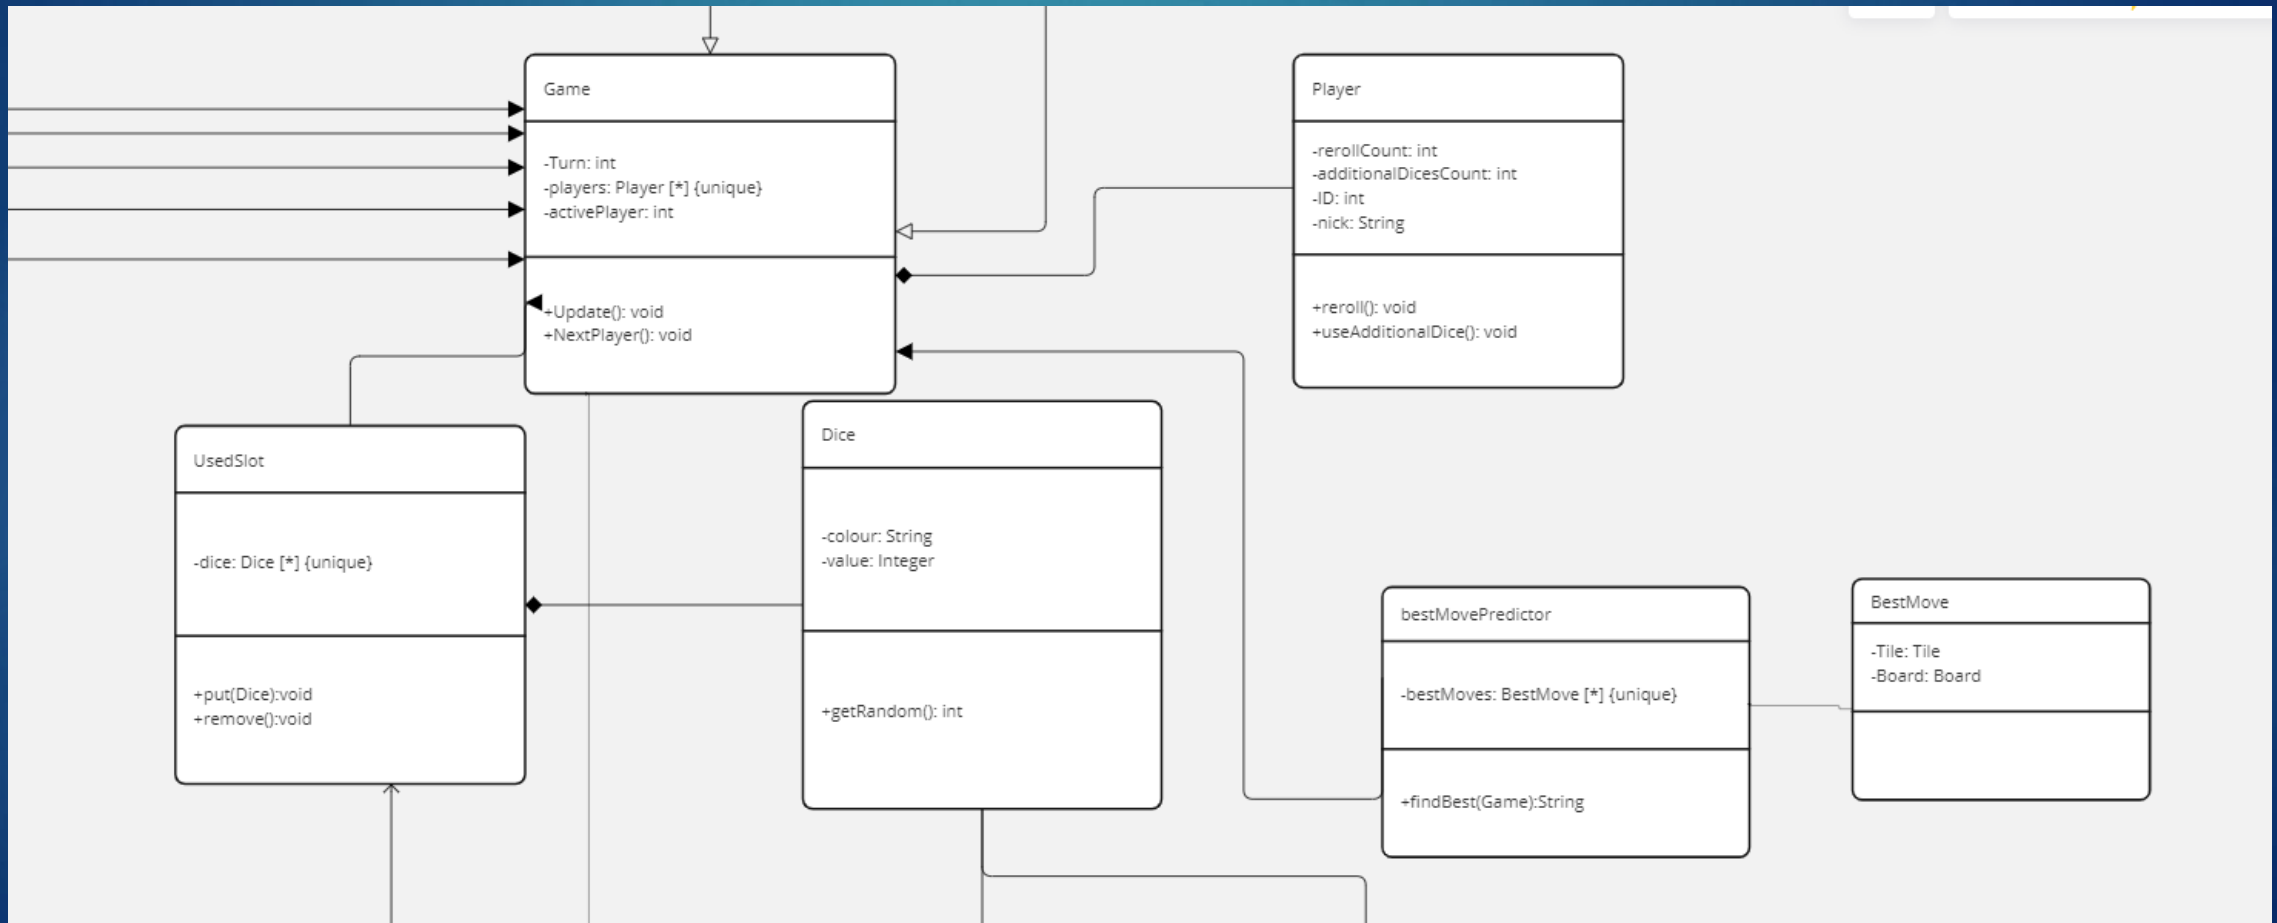 Game
-Turn: int
-players: Player [*] {unique}
-activePlayer: int
+Update(): void
+NextPlayer(): void
Player
-rerollCount: int
-additionalDicesCount: int
-ID: int
-nick: String
+reroll(): void
+useAdditionalDice(): void
UsedSlot
-dice: Dice [*] {unique}
+put(Dice):void
+remove():void
Dice
-colour: String
-value: Integer
+getRandom(): int
bestMovePredictor
-bestMoves: BestMove [*] {unique}
+findBest(Game):String
BestMove
-Tile: Tile
-Board: Board